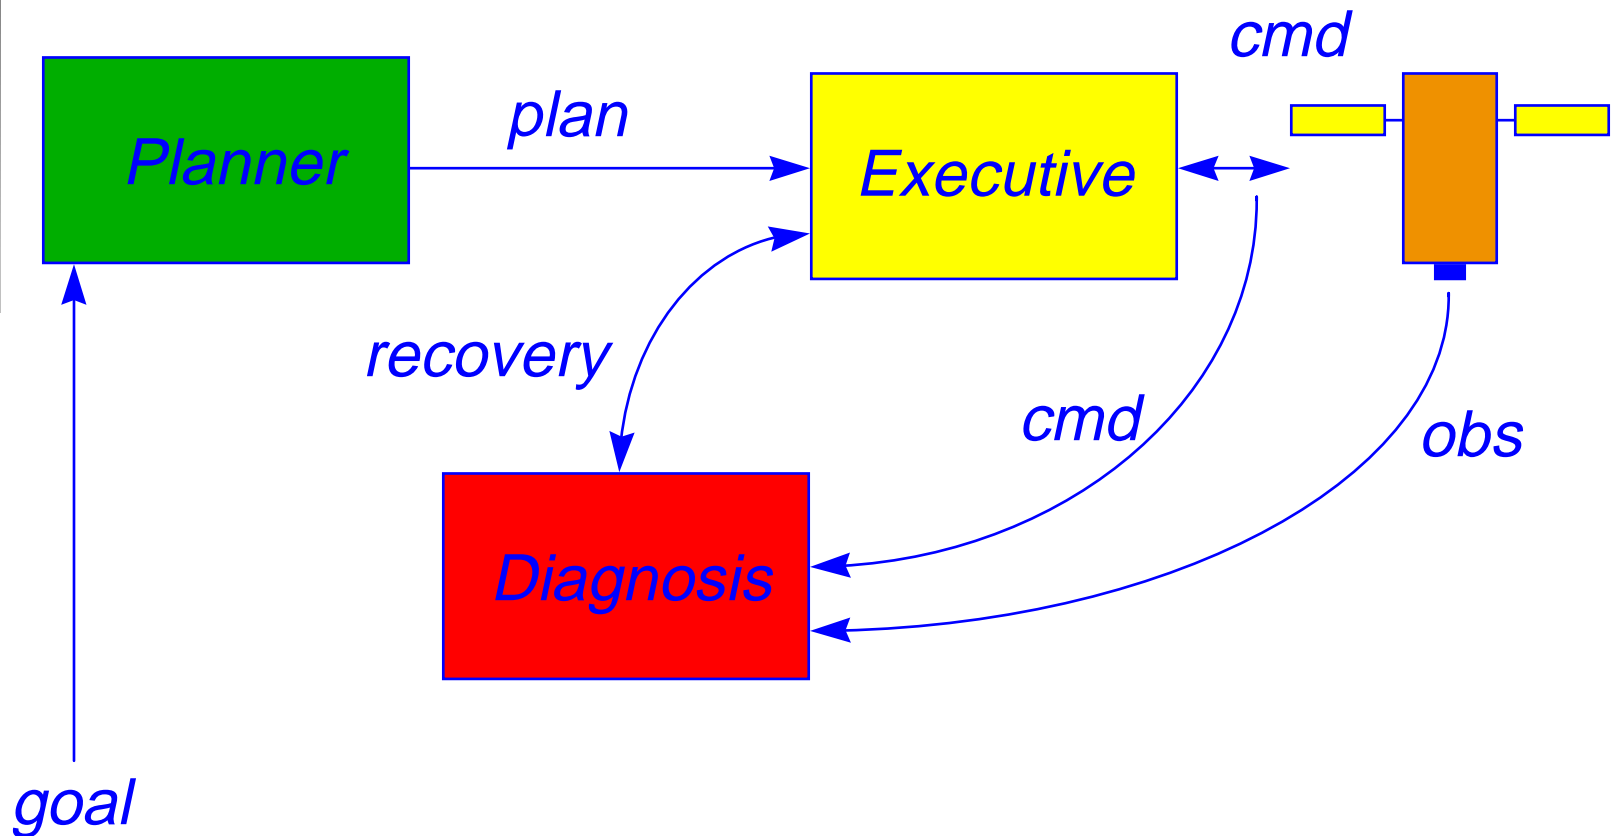 cmd
plan
Planner
Executive
recovery
cmd
obs
Diagnosis
goal